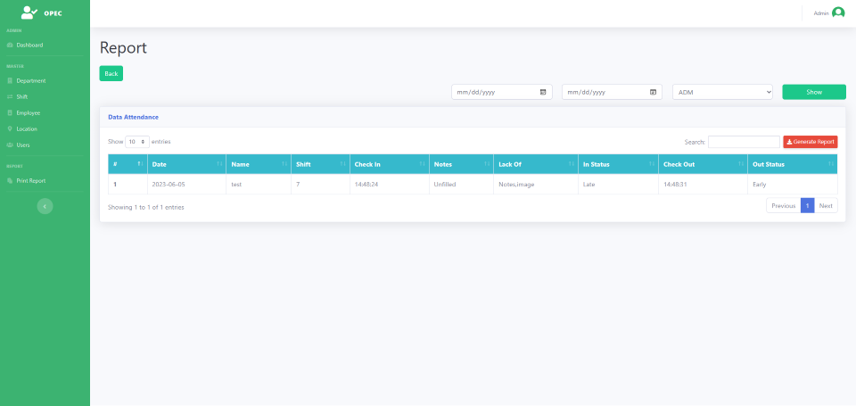 OPEC
Admin
ADMIN
Dashboard
MASTER
Department
Shift
Employee
Location
Users
REPORT
Print Report
Report
Back
mm/dd/yyyy
mm/dd/yyyy
ADM
Show
Data Attendance
Show 10 entries
Search:
Generate Report
# Date Name Shift Check In Notes Lack Of In Status Check Out Out Status
1 2023-06-05 test 7 14:48:24 Unfilled Notes,image Late 14:48:31 Early
Showing 1 to 1 of 1 entries
Previous 1 Next